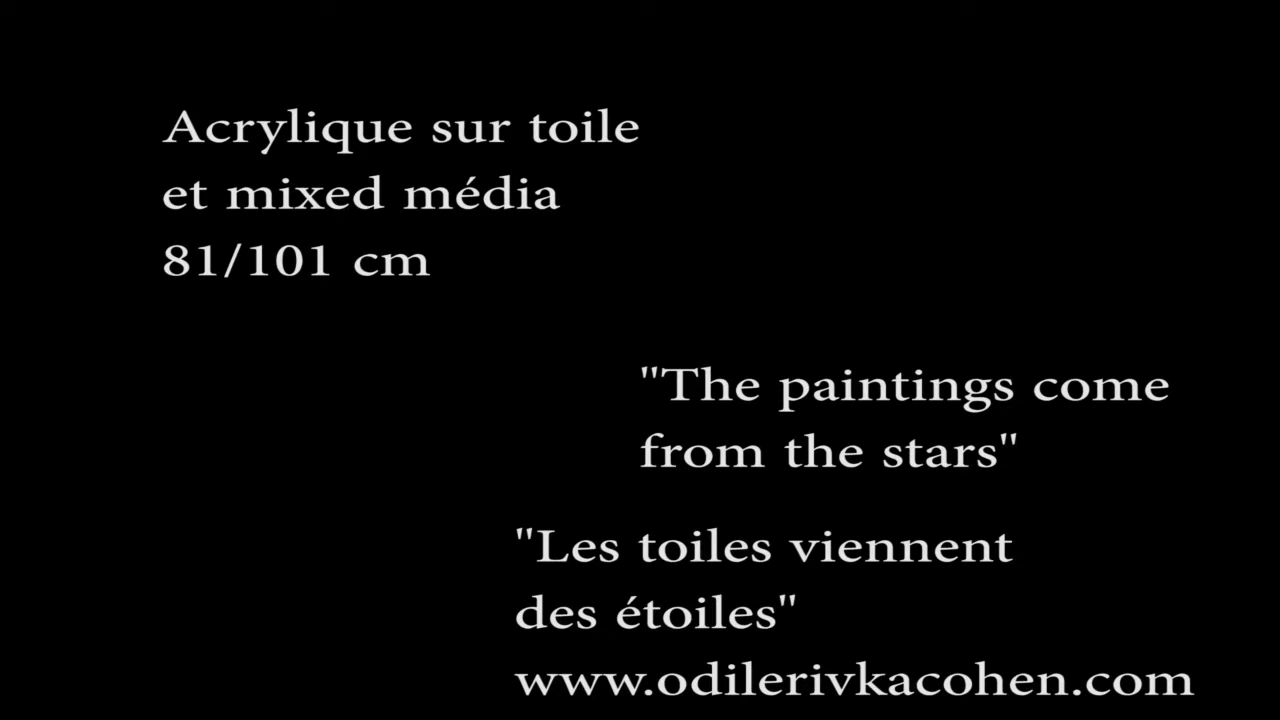 Acrylique sur toile
et mixed média
81/101 cm
"The paintings come
from the stars"
"Les toiles viennent
des étoiles"
www.odilerivkacohen.com